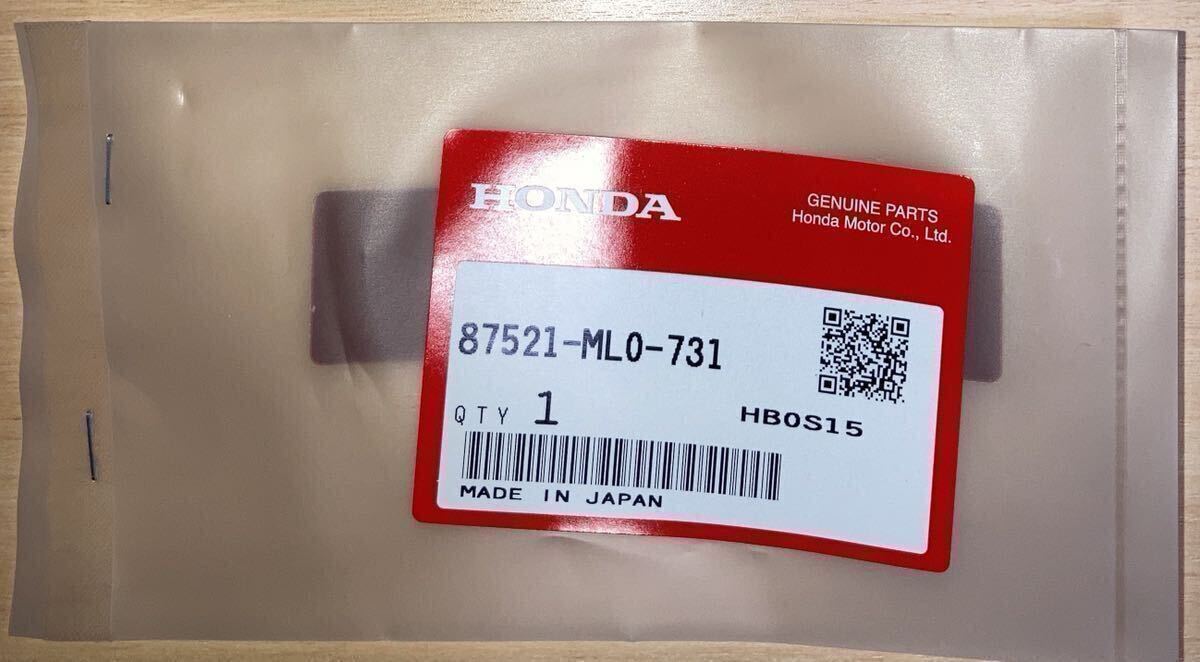 HONDA
GENUINE PARTS
Honda Motor Co., Ltd.
87521-ML0-731
QTY 1
HB0S15
MADE IN JAPAN